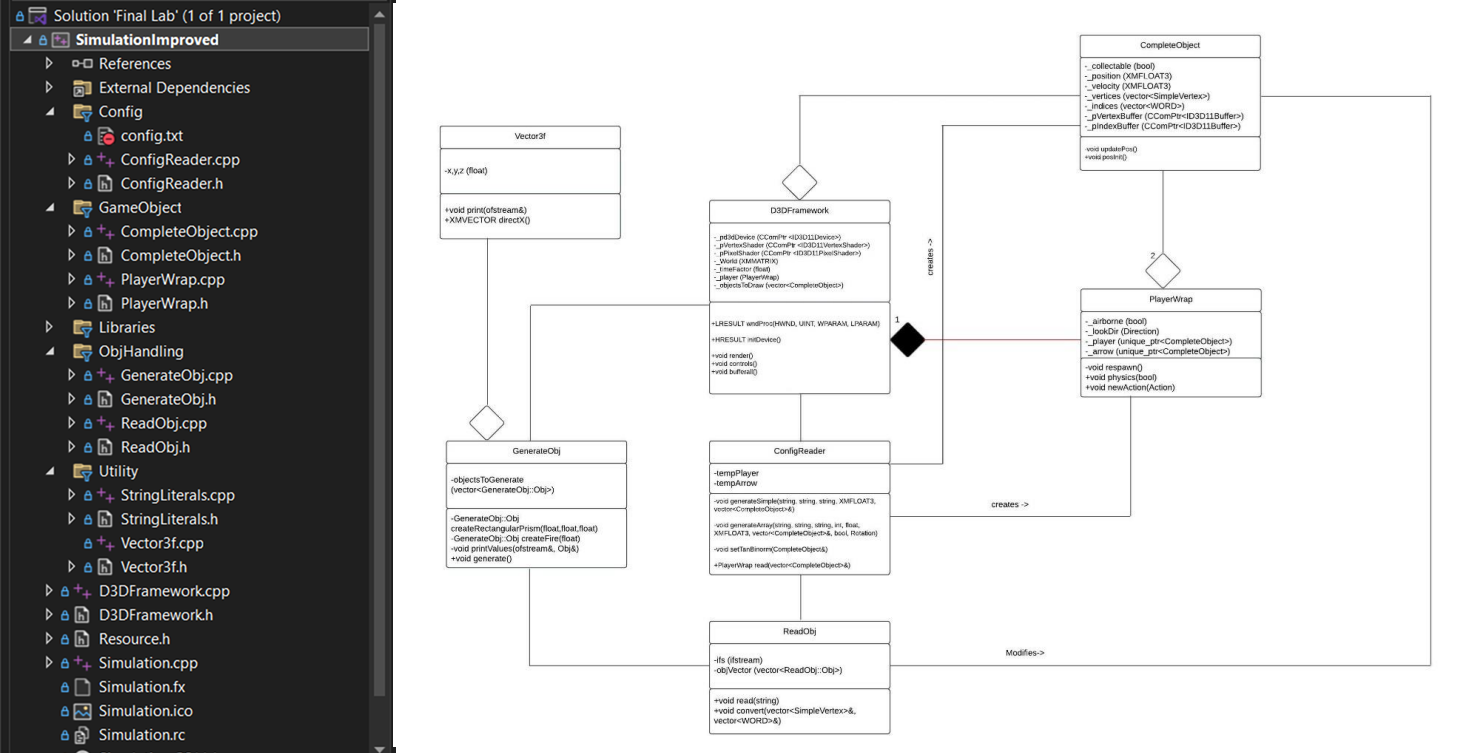 Solution 'Final Lab' (1 of 1 project)
SimulationImproved
References
External Dependencies
Config
config.txt
ConfigReader.cpp
ConfigReader.h
GameObject
CompleteObject.cpp
CompleteObject.h
PlayerWrap.cpp
PlayerWrap.h
Libraries
ObjHandling
GenerateObj.cpp
GenerateObj.h
ReadObj.cpp
ReadObj.h
Utility
StringLiterals.cpp
StringLiterals.h
Vector3f.cpp
Vector3f.h
D3DFramework.cpp
D3DFramework.h
Resource.h
Simulation.cpp
Simulation.fx
Simulation.ico
Simulation.rc
Vector3f
-x,y,z (float)
+void print(ofstream&)
+XMVECTOR directX()
GenerateObj
-objectsToGenerate
(vector<GenerateObj::Obj>)
-GenerateObj::Obj
createRectangularPrism(float,float,float)
-GenerateObj::Obj createFire(float)
-void printValues(ofstream&, Obj&)
+void generate()
D3DFramework
-_pd3dDevice (CComPtr <ID3D11Device>)
-_pVertexShader (CComPtr <ID3D11VertexShader>)
-_pPixelShader (CComPtr <ID3D11PixelShader>)
-_World (XMMATRIX)
-_timeFactor (float)
-_player (PlayerWrap)
-_objectsToDraw (vector<CompleteObject>)
+LRESULT wndProc(HWND, UINT, WPARAM, LPARAM)
+HRESULT initDevice()
+void render()
+void controls()
+void bufferall()
1
ConfigReader
-tempPlayer
-tempArrow
-void generateSimple(string, string, string, XMFLOAT3,
vector<CompletoObject>&)
-void generateArray(string, string, string, int, float,
XMFLOAT3, vector<CompleteObject>&, bool, Rotation)
-void setTanBinorm(CompleteObject&)
+PlayerWrap read(vector<CompleteObject>&)
ReadObj
-ifs (ifstream)
-objVector (vector<ReadObj::Obj>)
+void read(string)
+void convert(vector<SimpleVertex>&,
vector<WORD>&)
creates ->
CompleteObject
-_collectable (bool)
-_position (XMFLOAT3)
-_velocity (XMFLOAT3)
-_vertices (vector<SimpleVertex>)
-_indices (vector<WORD>)
-_pVertexBuffer (CComPtr<ID3D11Buffer>)
-_pIndexBuffer (CComPtr<ID3D11Buffer>)
-void updatePos()
+void posInit()
2
PlayerWrap
-_airborne (bool)
-_lookDir (Direction)
-_player (unique_ptr<CompleteObject>)
-_arrow (unique_ptr<CompleteObject>)
-void respawn()
+void physics(bool)
+void newAction(Action)
creates ->
Modifies->